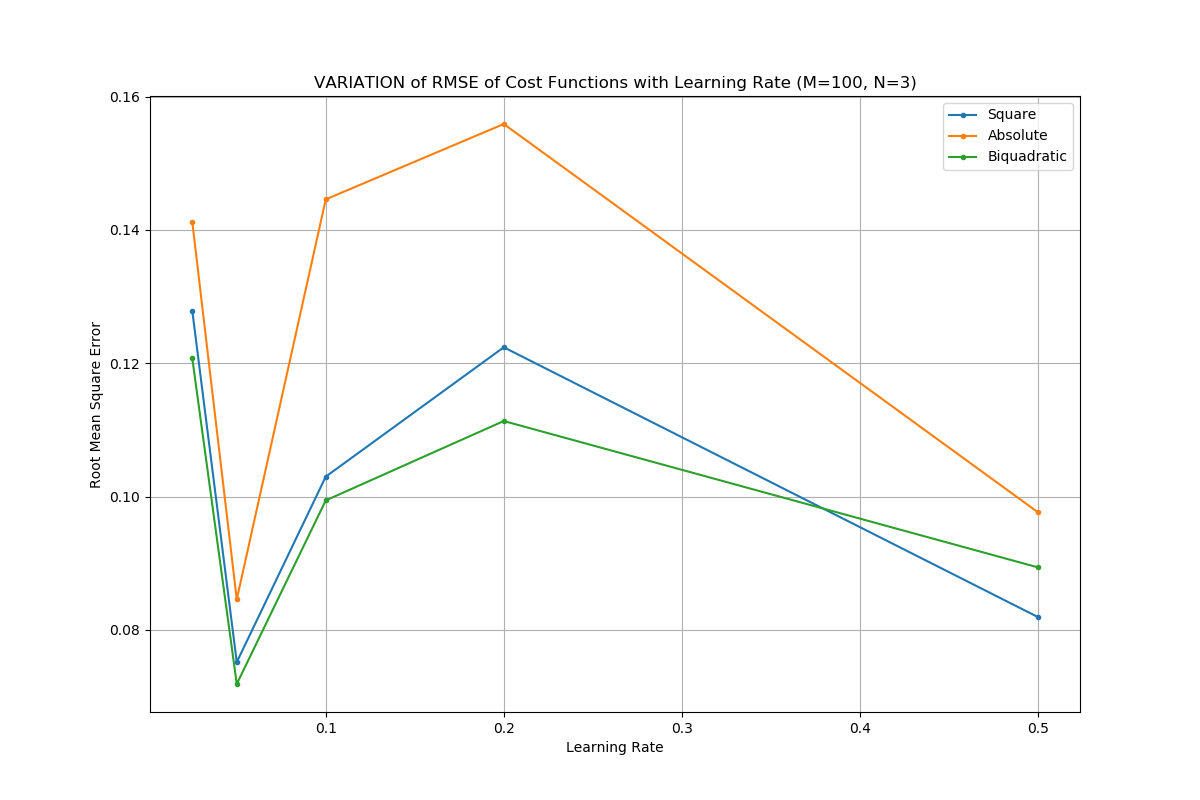 VARIATION of RMSE of Cost Functions with Learning Rate (M=100, N=3)
Square
Absolute
Biquadratic
Root Mean Square Error
0.16
0.14
0.12
0.10
0.08
0.1 0.2 0.3 0.4 0.5
Learning Rate